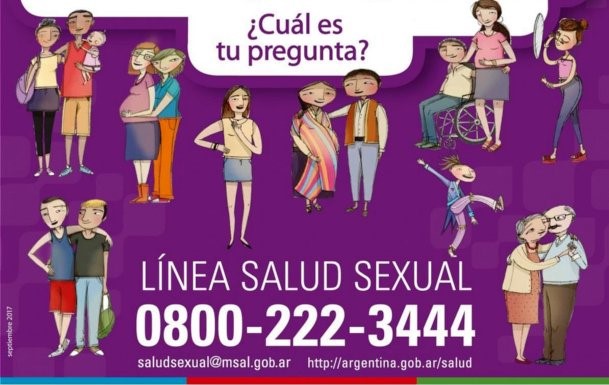 ¿Cuál es
tu pregunta?
LÍNEA SALUD SEXUAL
0800-222-3444
saludsexual@msal.gob.ar http://argentina.gob.ar/salud
septiembre 2017